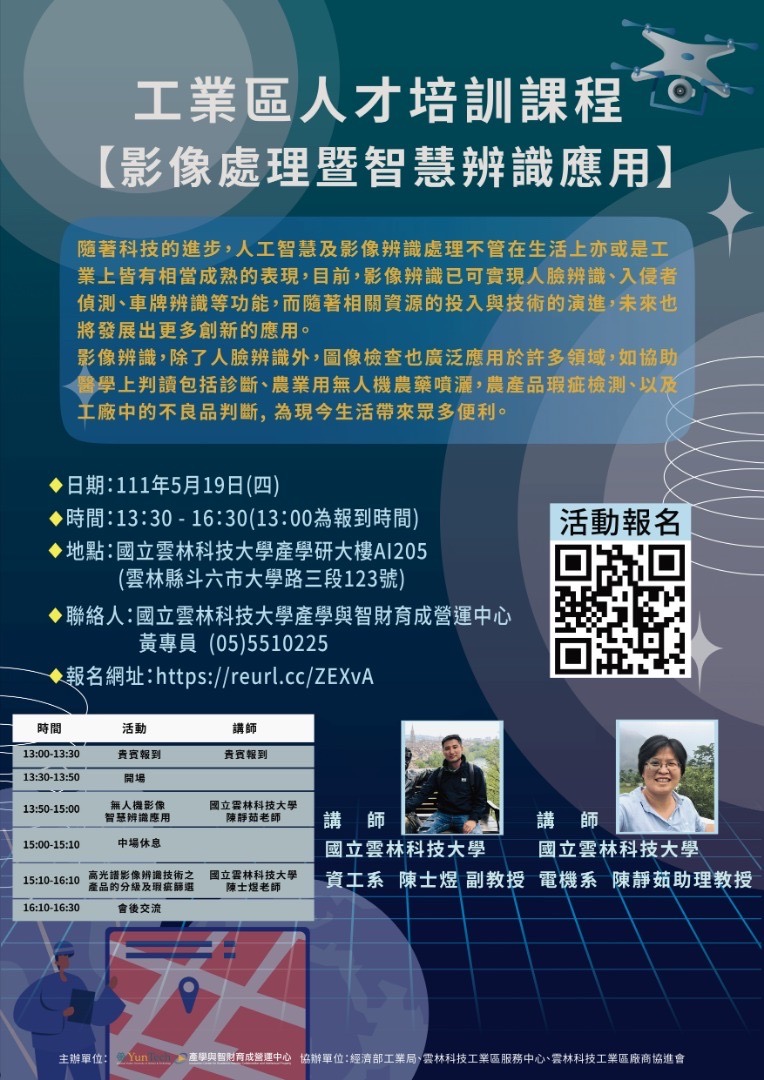 工業區人才培訓課程
【影像處理暨智慧辨識應用】
隨著科技的進步,人工智慧及影像辨識處理不管在生活上亦或是工
業上皆有相當成熟的表現,目前,影像辨識已可實現人臉辨識、入侵者
偵測、車牌辨識等功能,而隨著相關資源的投入與技術的演進,未來也
將發展出更多創新的應用。
影像辨識,除了人臉辨識外,圖像檢查也廣泛應用於許多領域,如協助
醫學上判讀包括診斷、農業用無人機農藥噴灑,農產品瑕疵檢測、以及
工廠中的不良品判斷, 為現今生活帶來眾多便利。
◆日期:111年5月19日(四)
◆時間:13:30 - 16:30(13:00為報到時間)
◆地點:國立雲林科技大學產學研大樓AI205
(雲林縣斗六市大學路三段123號)
◆聯絡人:國立雲林科技大學產學與智財育成營運中心
黃專員 (05)5510225
◆報名網址:https://reurl.cc/ZEXvA
活動報名
時間 活動 講師
13:00-13:30 貴賓報到 貴賓報到
13:30-13:50 開場
13:50-15:00 無人機影像 智慧辨識應用 國立雲林科技大學 陳靜茹老師
15:00-15:10 中場休息
15:10-16:10 高光譜影像辨識技術之 產品的分級及瑕疵篩選 國立雲林科技大學 陳士煜老師
16:10-16:30 會後交流
講 師
國立雲林科技大學
資工系 陳士煜 副教授
講 師
國立雲林科技大學
電機系 陳靜茹助理教授
主辦單位: YunTech 產學與智財育成營運中心 協辦單位:經濟部工業局、雲林科技工業區服務中心、雲林科技工業區廠商協進會